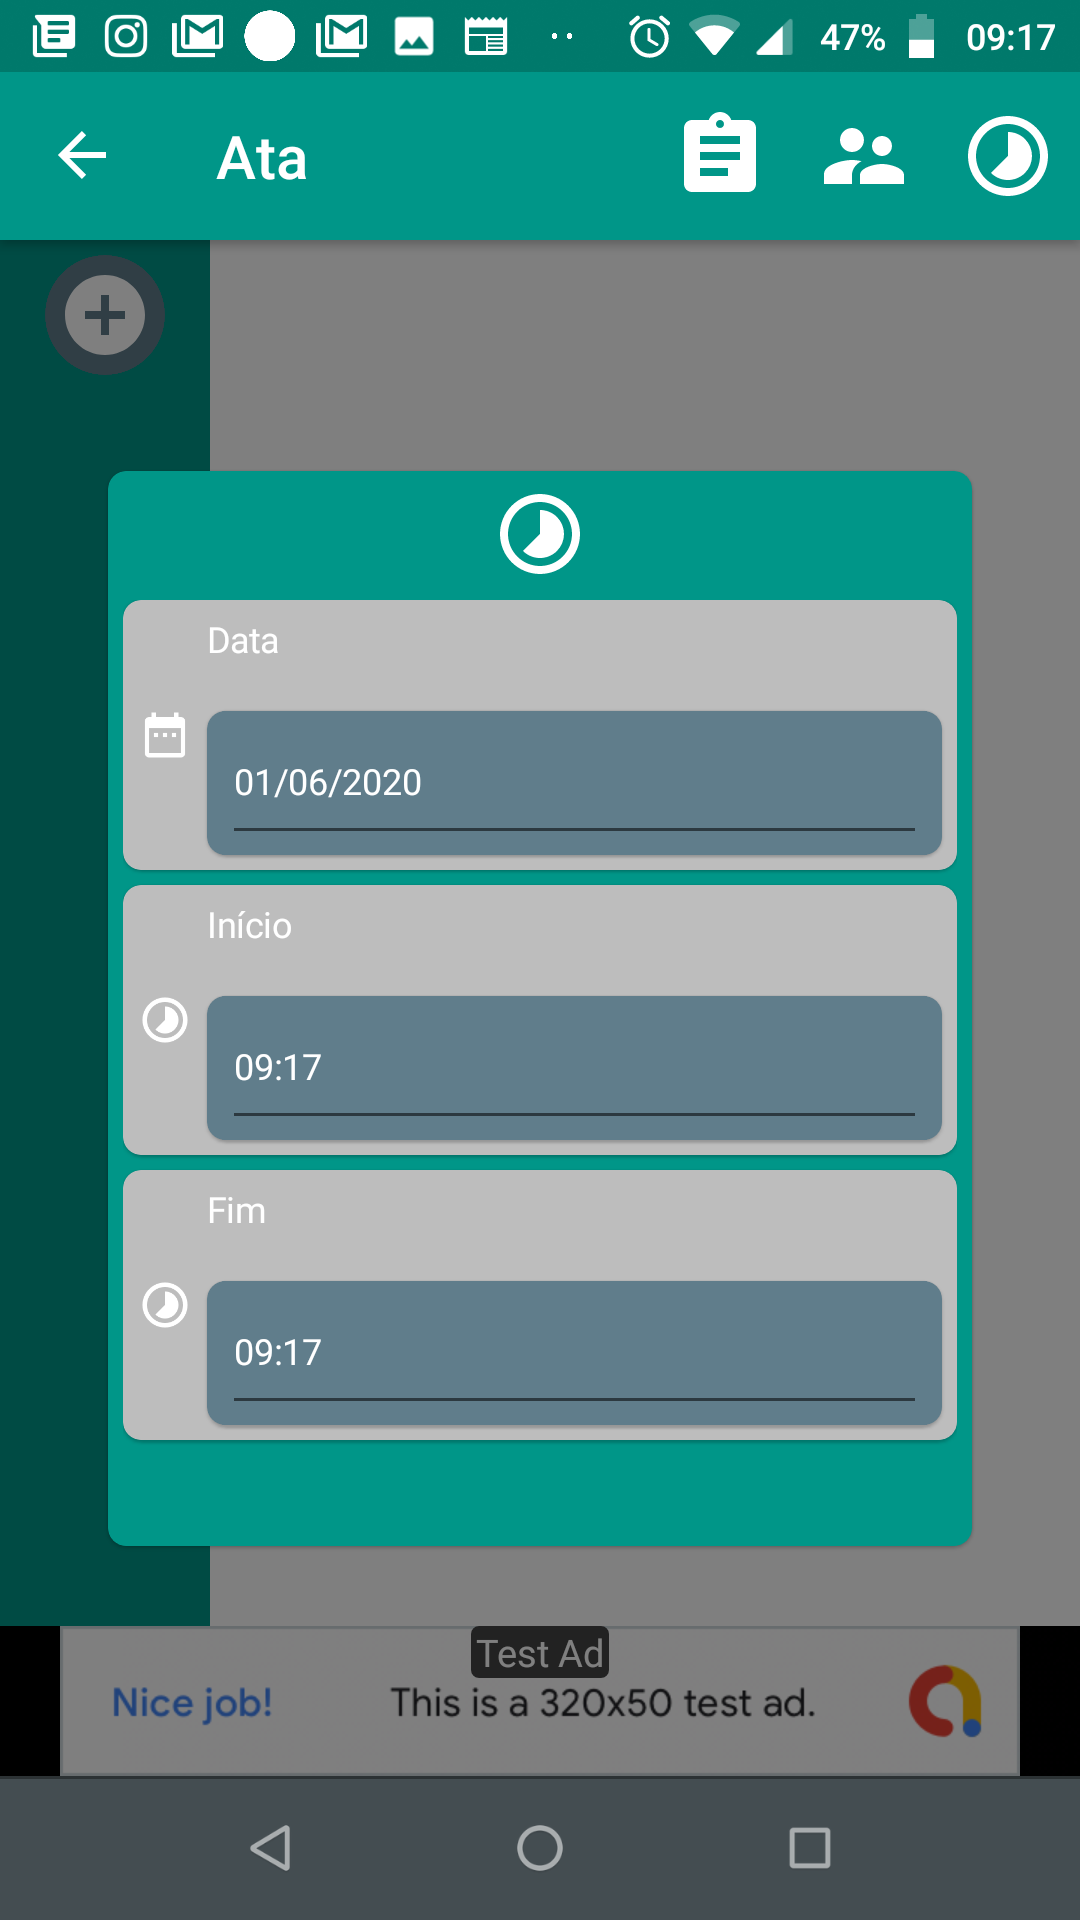 47% 09:17
Ata
Data
01/06/2020
Início
09:17
Fim
09:17
Test Ad
Nice job! This is a 320x50 test ad.